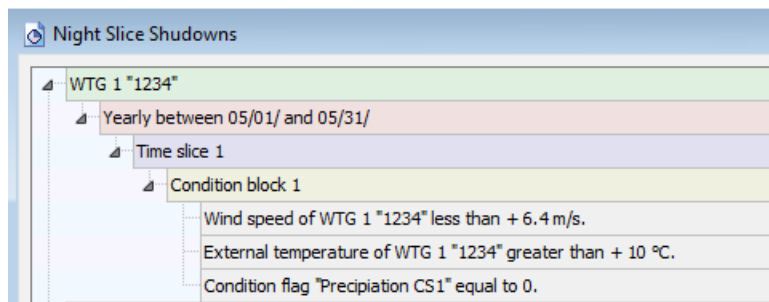 Night Slice Shudowns
WTG 1 "1234"
Yearly between 05/01/ and 05/31/
Time slice 1
Condition block 1
Wind speed of WTG 1 "1234" less than + 6.4 m/s.
External temperature of WTG 1 "1234" greater than + 10 ºC.
Condition flag "Precipiation CS1" equal to 0.